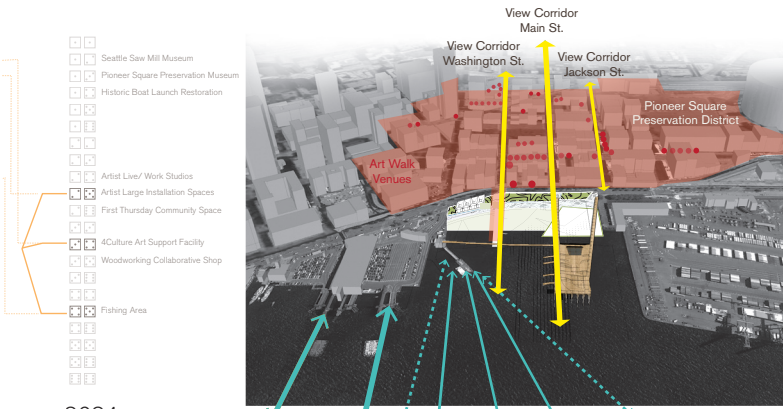 Seattle Saw Mill Museum
Pioneer Square Preservation Museum
Historic Boat Launch Restoration
Artist Live/ Work Studios
Artist Large Installation Spaces
First Thursday Community Space
4Culture Art Support Facility
Woodworking Collaborative Shop
Fishing Area
View Corridor
Main St.
View Corridor
Washington St.
View Corridor
Jackson St.
Pioneer Square
Preservation District
Art Walk
Venues